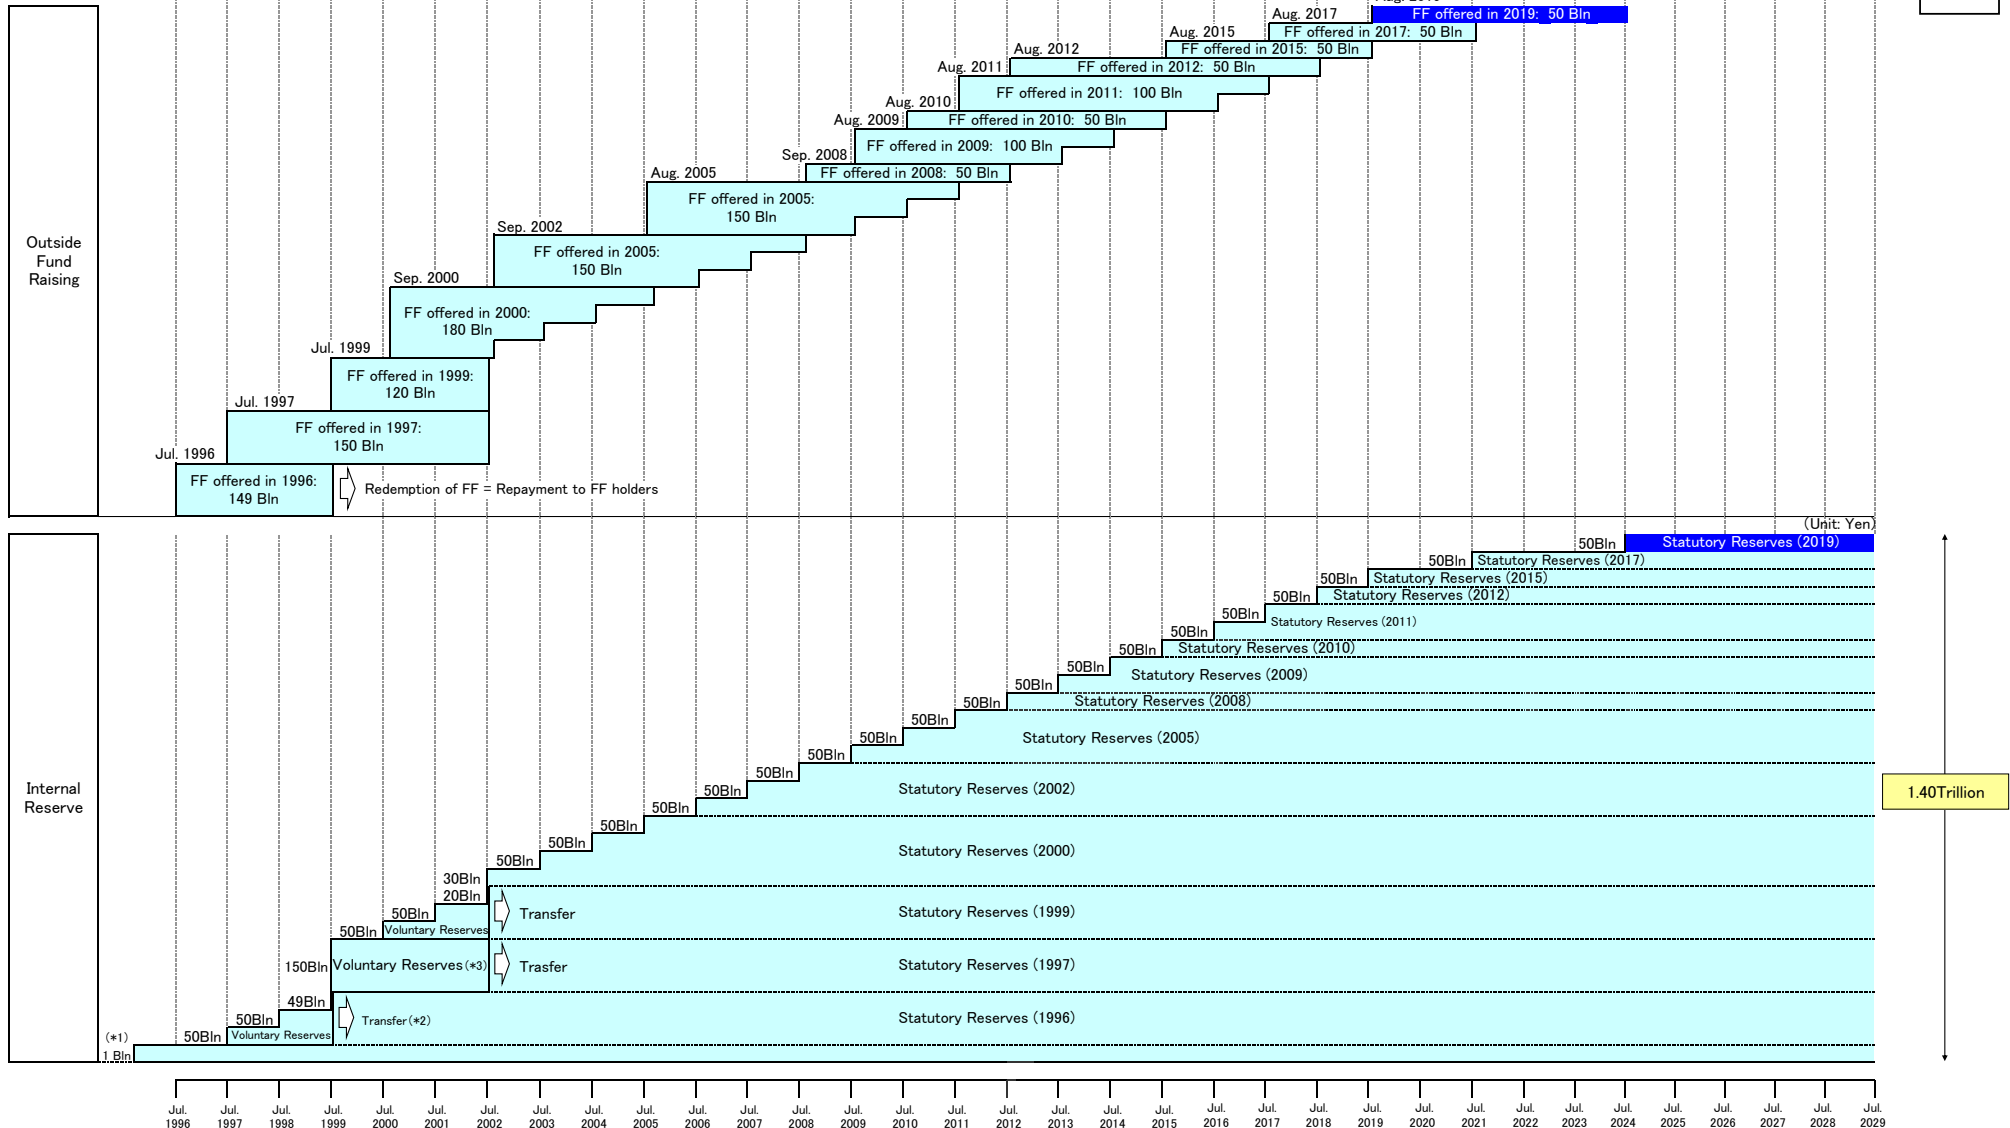 Aug. 2017
FF offered in 2019: 50 Bln
Aug. 2015
FF offered in 2017: 50 Bln
Aug. 2012
FF offered in 2015: 50 Bln
Aug. 2011
FF offered in 2012: 50 Bln
Aug. 2010
FF offered in 2011: 100 Bln
Aug. 2009
FF offered in 2010: 50 Bln
Sep. 2008
FF offered in 2009: 100 Bln
Aug. 2005
FF offered in 2008: 50 Bln
FF offered in 2005:
150 Bln
Sep. 2002
FF offered in 2005:
150 Bln
Outside
Fund
Raising
Sep. 2000
FF offered in 2000:
180 Bln
Jul. 1999
FF offered in 1999:
120 Bln
Jul. 1997
FF offered in 1997:
150 Bln
Jul. 1996
FF offered in 1996:
149 Bln
Redemption of FF = Repayment to FF holders
(Unit: Yen)
50Bln
Statutory Reserves (2019)
50Bln
Statutory Reserves (2017)
50Bln
Statutory Reserves (2015)
50Bln
Statutory Reserves (2012)
50Bln
Statutory Reserves (2011)
50Bln
Statutory Reserves (2010)
50Bln
50Bln
Statutory Reserves (2009)
50Bln
Statutory Reserves (2008)
50Bln
50Bln
Statutory Reserves (2005)
50Bln
50Bln
50Bln
Internal
Reserve
Statutory Reserves (2002)
1.40Trillion
50Bln
50Bln
50Bln
50Bln
Statutory Reserves (2000)
50Bln
30Bln
20Bln
50Bln
Transfer
Statutory Reserves (1999)
50Bln
Voluntary Reserves
150Bln
Voluntary Reserves(*3)
Trasfer
Statutory Reserves (1997)
49Bln
50Bln
Transfer(*2)
Statutory Reserves (1996)
50Bln
Voluntary Reserves
(*1)
1 Bln
Jul. Jul. Jul. Jul. Jul. Jul. Jul. Jul. Jul. Jul. Jul. Jul. Jul. Jul. Jul. Jul. Jul. Jul. Jul. Jul. Jul. Jul. Jul. Jul. Jul. Jul. Jul. Jul. Jul. Jul. Jul. Jul. Jul. Jul.
1996 1997 1998 1999 2000 2001 2002 2003 2004 2005 2006 2007 2008 2009 2010 2011 2012 2013 2014 2015 2016 2017 2018 2019 2020 2021 2022 2023 2024 2025 2026 2027 2028 2029